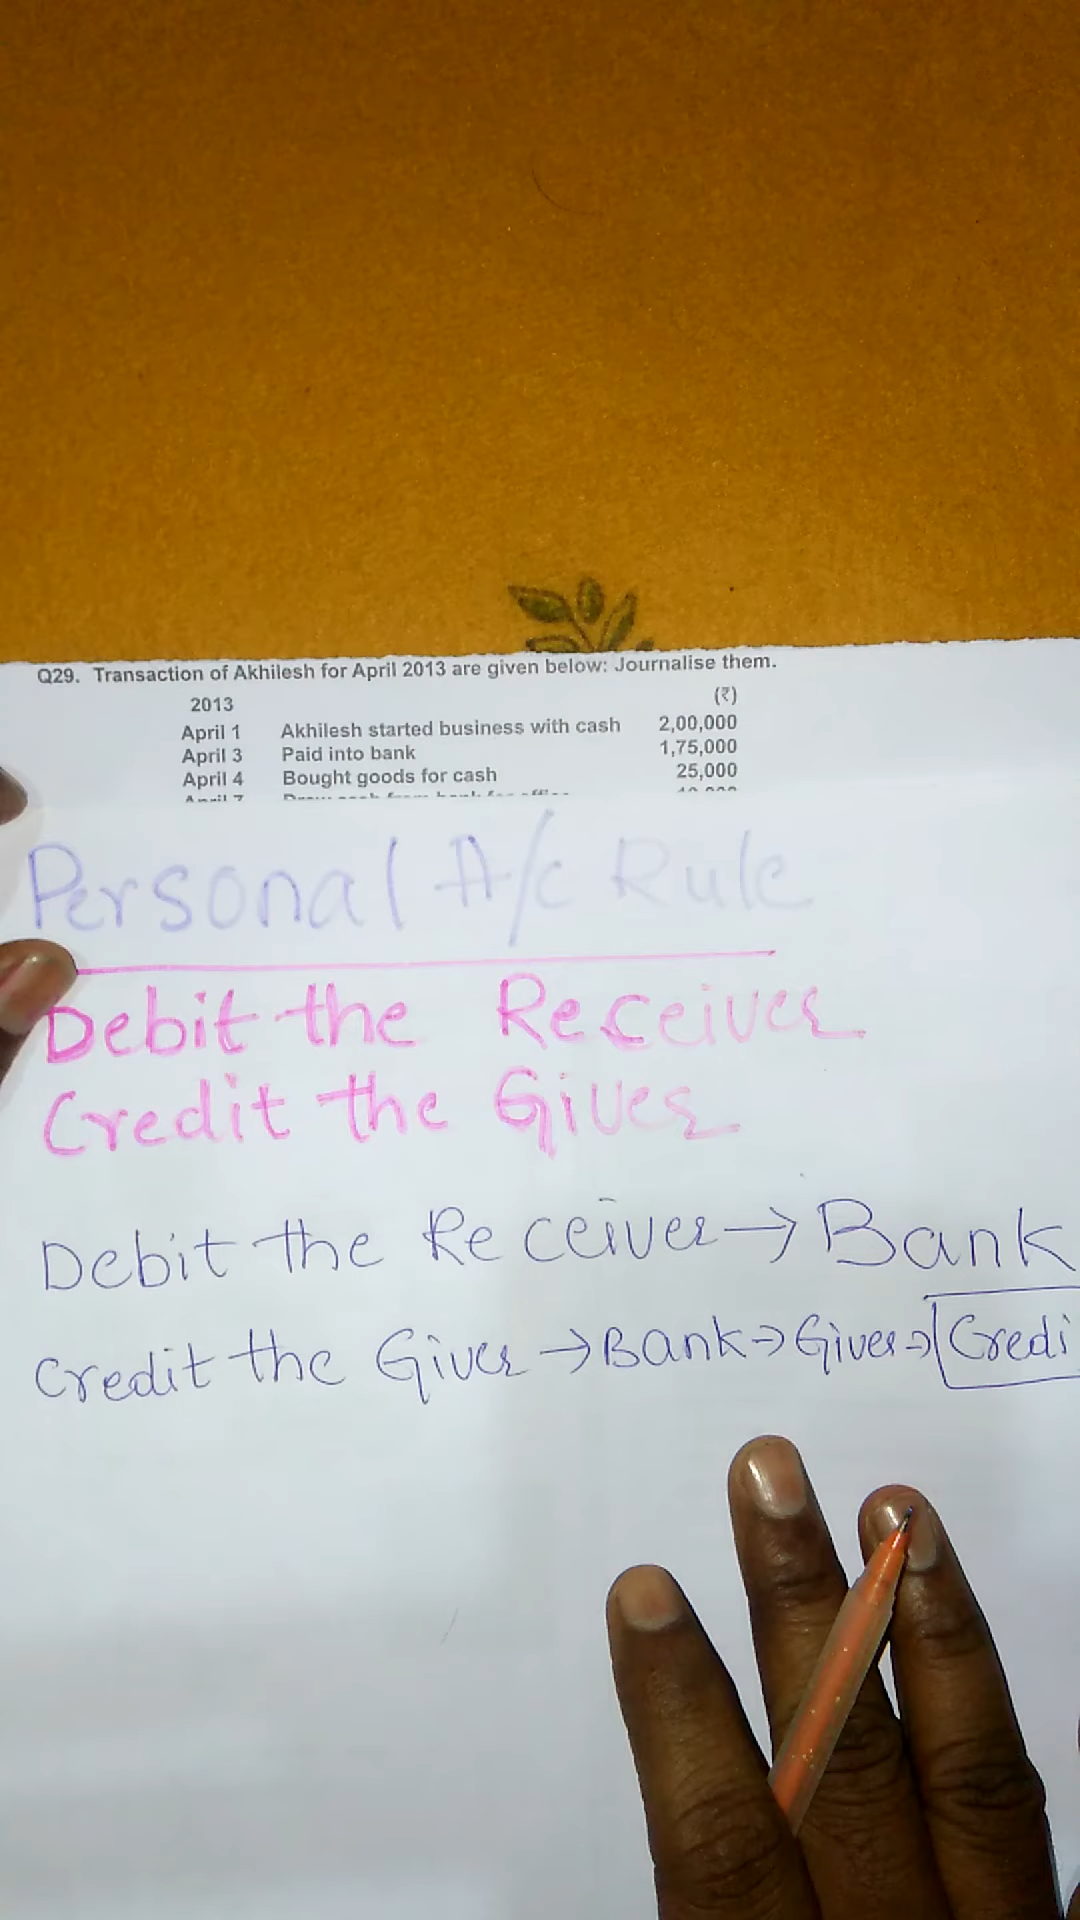 Q29. Transaction of Akhilesh for April 2013 are given below: Journalise them.
2013 (₹)
April 1 Akhilesh started business with cash 2,00,000
April 3 Paid into bank 1,75,000
April 4 Bought goods for cash 25,000
Personal A/c Rule
Debit the Receiver
Credit the Giver
Debit the Receiver → Bank
Credit the Giver → Bank ⇒ Giver ⇒ Credi